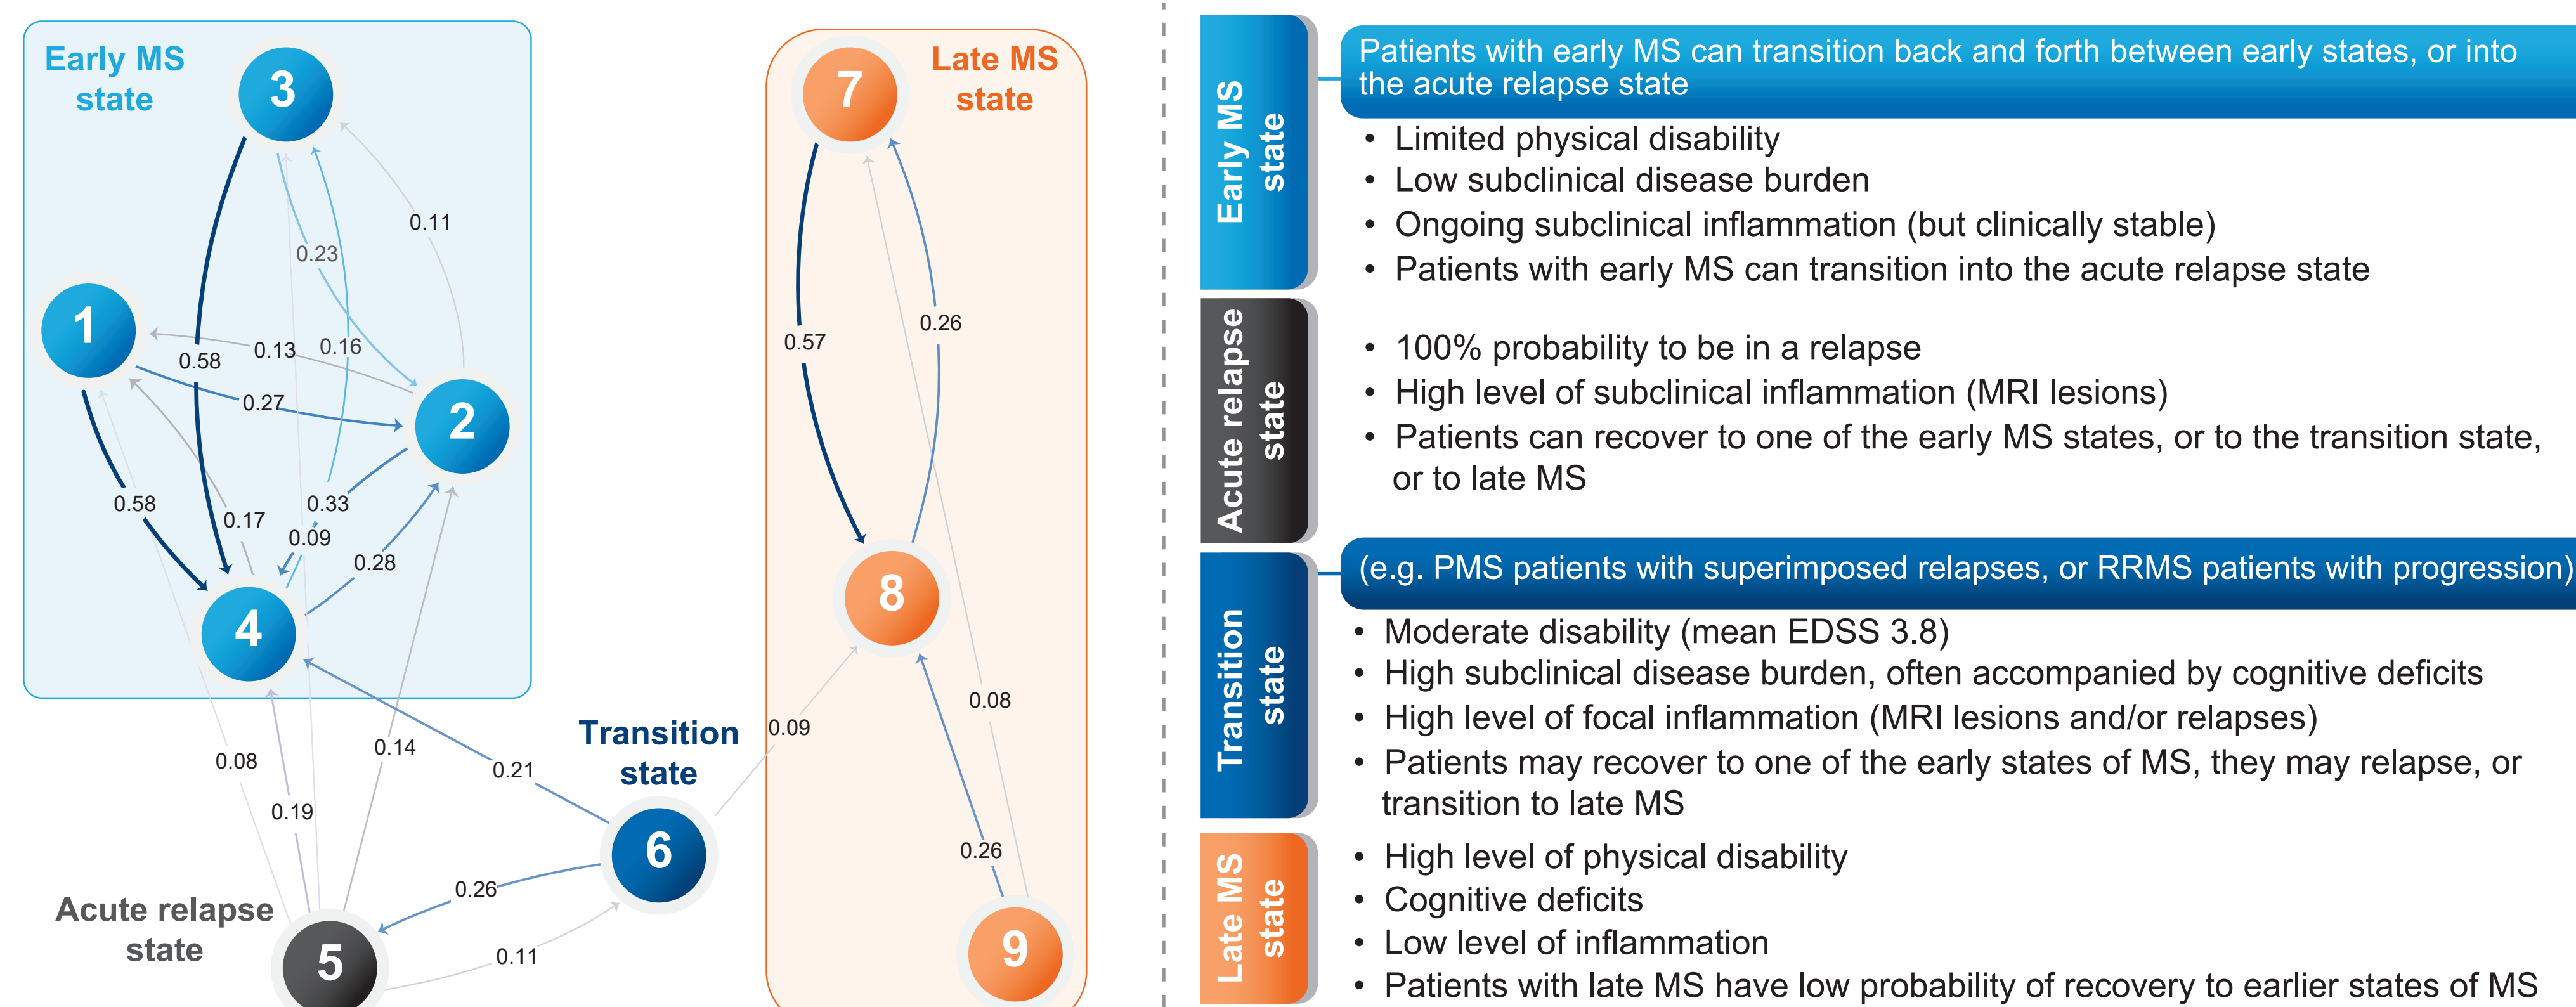 Early MS
state
3
0.11
0.23
1
0.13
0.16
0.58
0.27
2
0.58
0.33
0.17
0.09
0.28
4
0.08
0.14
0.19
0.21
Transition
state
6
0.26
0.11
Acute relapse
state
5
Late MS
state
7
0.26
0.57
8
0.08
0.09
0.26
9
Early MS
state
Patients with early MS can transition back and forth between early states, or into
the acute relapse state
• Limited physical disability
• Low subclinical disease burden
• Ongoing subclinical inflammation (but clinically stable)
• Patients with early MS can transition into the acute relapse state
Acute relapse
state
• 100% probability to be in a relapse
• High level of subclinical inflammation (MRI lesions)
• Patients can recover to one of the early MS states, or to the transition state,
or to late MS
Transition
state
(e.g. PMS patients with superimposed relapses, or RRMS patients with progression)
• Moderate disability (mean EDSS 3.8)
• High subclinical disease burden, often accompanied by cognitive deficits
• High level of focal inflammation (MRI lesions and/or relapses)
• Patients may recover to one of the early states of MS, they may relapse, or
transition to late MS
Late MS
state
• High level of physical disability
• Cognitive deficits
• Low level of inflammation
• Patients with late MS have low probability of recovery to earlier states of MS